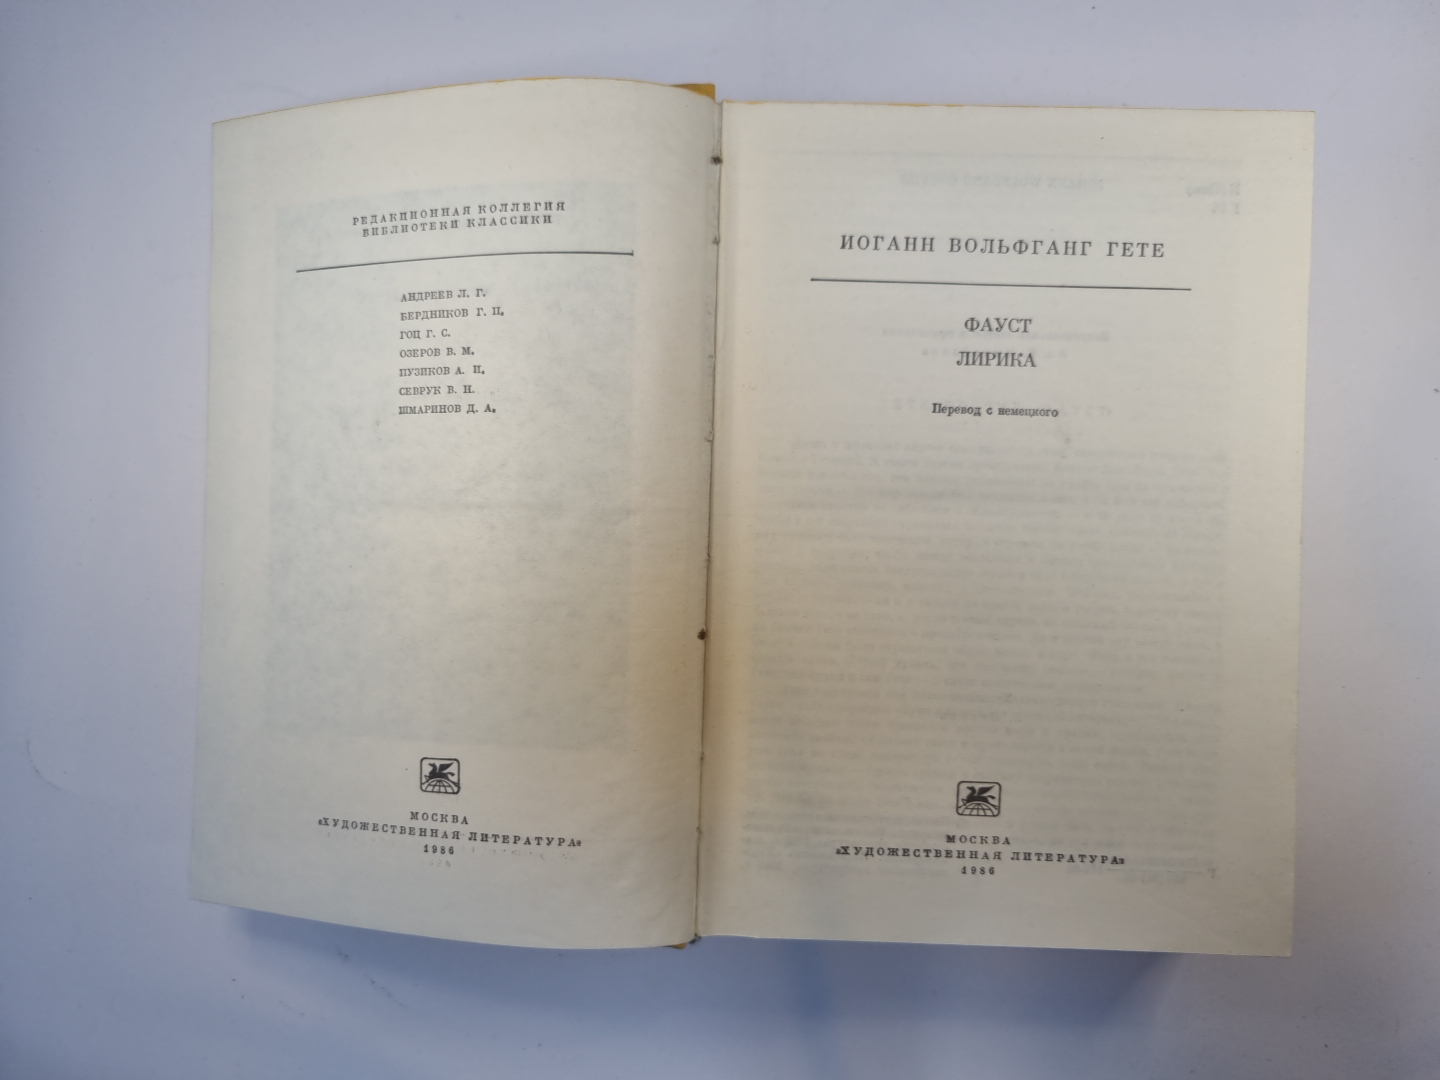 РЕДАКЦИОННАЯ КОЛЛЕГИЯ
БИБЛИОТЕКИ КЛАССИКИ
АНДРЕЕВ Л. Г.
БЕРДНИКОВ Г. П.
ГОЦ Г. С.
ОЗЕРОВ В. М.
ПУЗИКОВ А. И.
СЕВРУК В. Н.
ШМАРИНОВ Д. А.
МОСКВА
«ХУДОЖЕСТВЕННАЯ ЛИТЕРАТУРА»
1986
ИОГАНН ВОЛЬФГАНГ ГЕТЕ
ФАУСТ
ЛИРИКА
Перевод с немецкого
МОСКВА
«ХУДОЖЕСТВЕННАЯ ЛИТЕРАТУРА»
1986